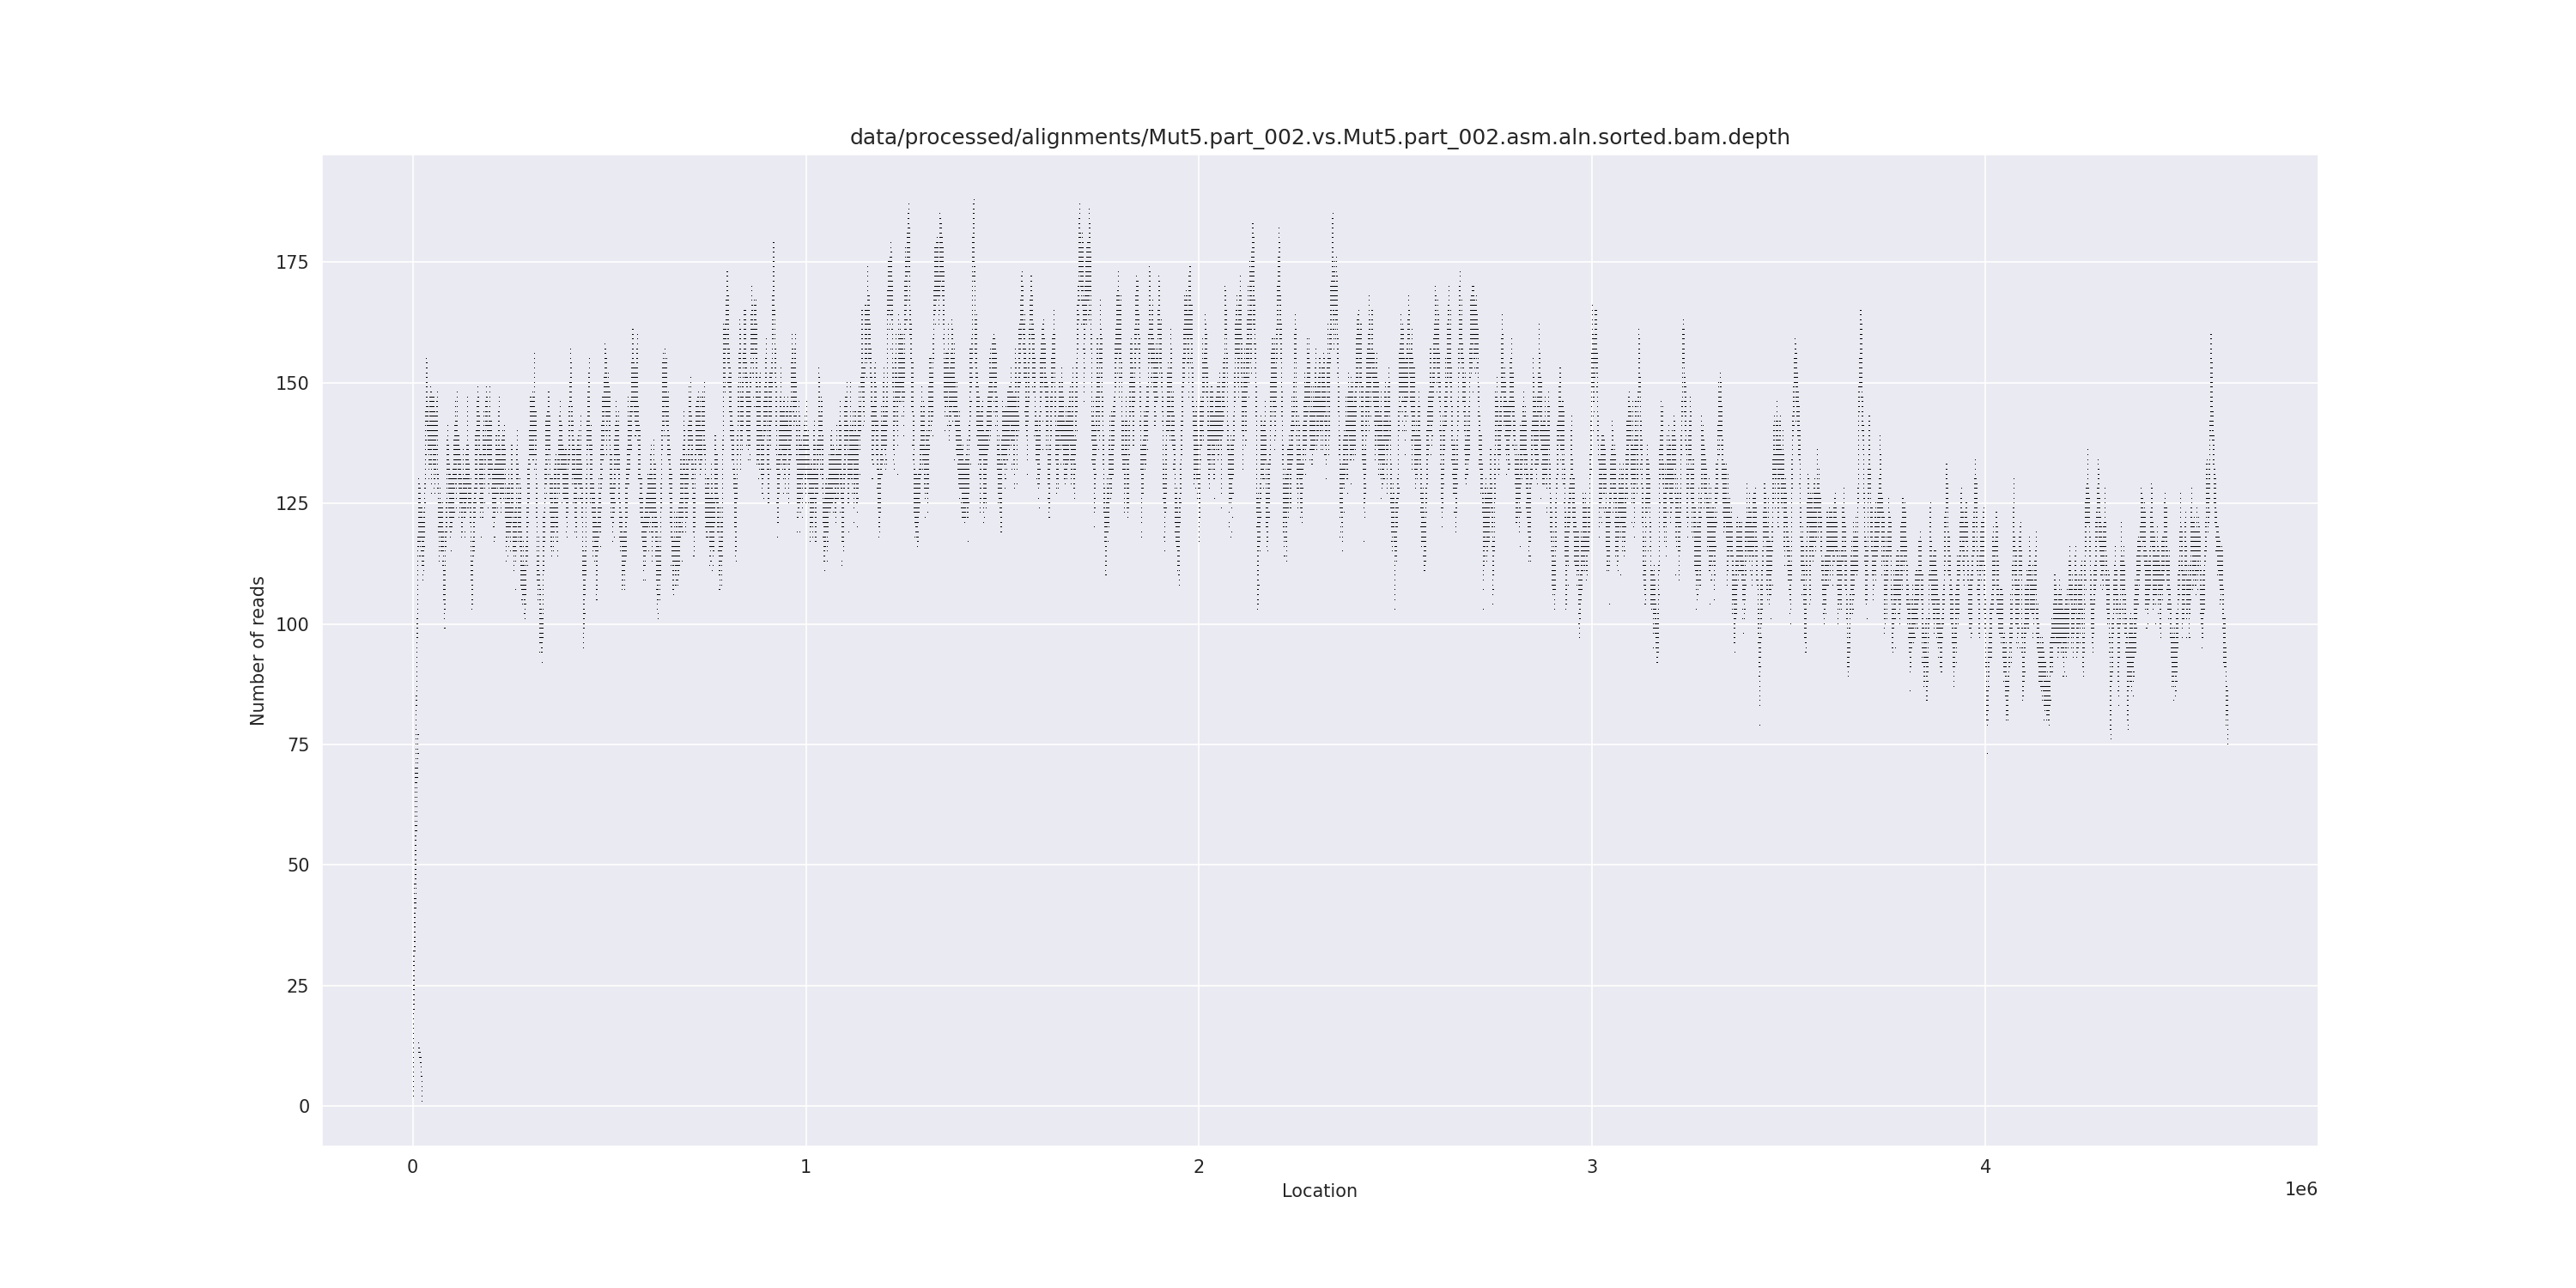 data/processed/alignments/Mut5.part_002.vs.Mut5.part_002.asm.aln.sorted.bam.depth
Number of reads
175
150
125
100
75
50
25
0
0 1 2 3 4
Location
1e6